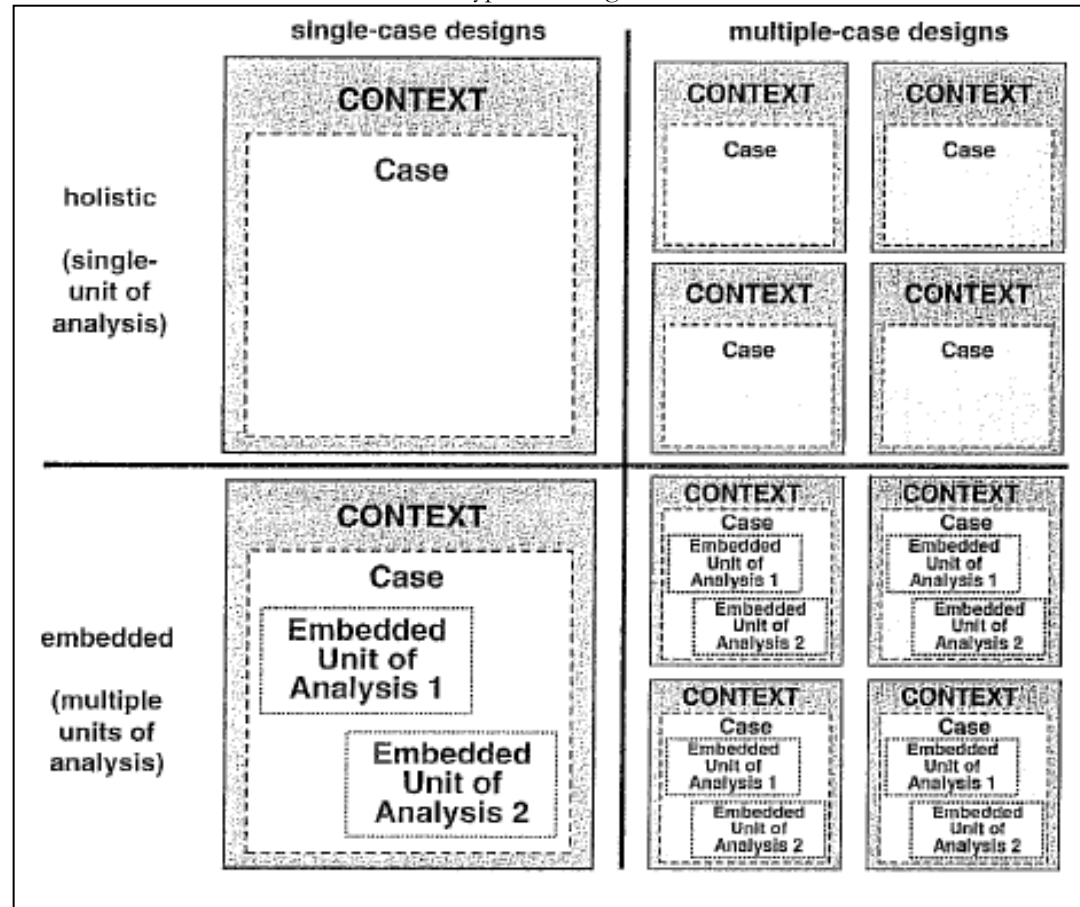 single-case designs
multiple-case designs
holistic
(single-
unit of
analysis)
CONTEXT
Case
CONTEXT
Case
CONTEXT
Case
CONTEXT
Case
CONTEXT
Case
embedded
(multiple
units of
analysis)
CONTEXT
Case
Embedded
Unit of
Analysis 1
Embedded
Unit of
Analysis 2
CONTEXT
Case
Embedded
Unit of
Analysis 1
Embedded
Unit of
Analysis 2
CONTEXT
Case
Embedded
Unit of
Analysis 1
Embedded
Unit of
Analysis 2
CONTEXT
Case
Embedded
Unit of
Analysis 1
Embedded
Unit of
Analysis 2
CONTEXT
Case
Embedded
Unit of
Analysis 1
Embedded
Unit of
Analysis 2